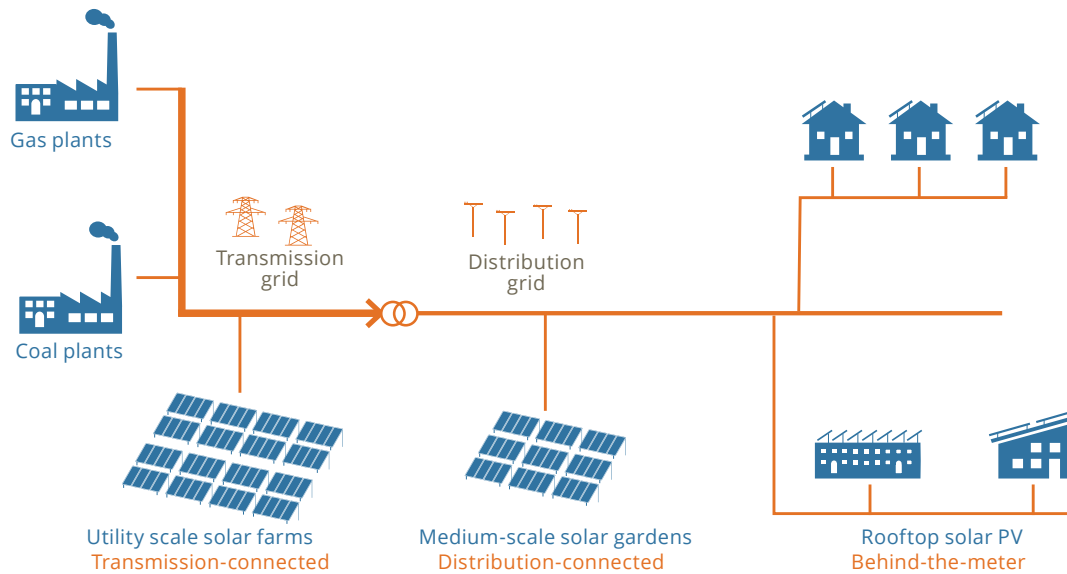 Gas plants
Transmission
grid
Distribution
grid
Coal plants
Utility scale solar farms
Transmission-connected
Medium-scale solar gardens
Distribution-connected
Rooftop solar PV
Behind-the-meter